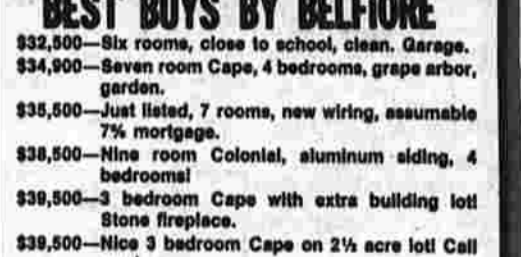 BEST BUYS BY BELFIORE
$32,500—Six rooms, close to school, clean. Garage.
$34,900—Seven room Cape, 4 bedrooms, grape arbor,
garden.
$35,500—Just listed, 7 rooms, new wiring, assumable
7% mortgage.
$38,500—Nine room Colonial, aluminum siding, 4
bedrooms!
$39,500—3 bedroom Cape with extra building lot!
Stone fireplace.
$39,500—Nice 3 bedroom Cape on 2½ acre lot! Call